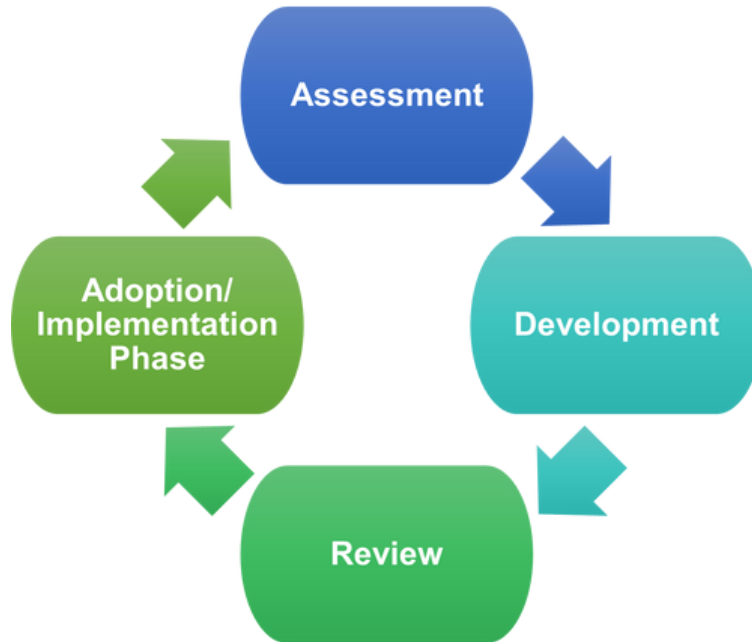 Assessment
Development
Review
Adoption/
Implementation
Phase